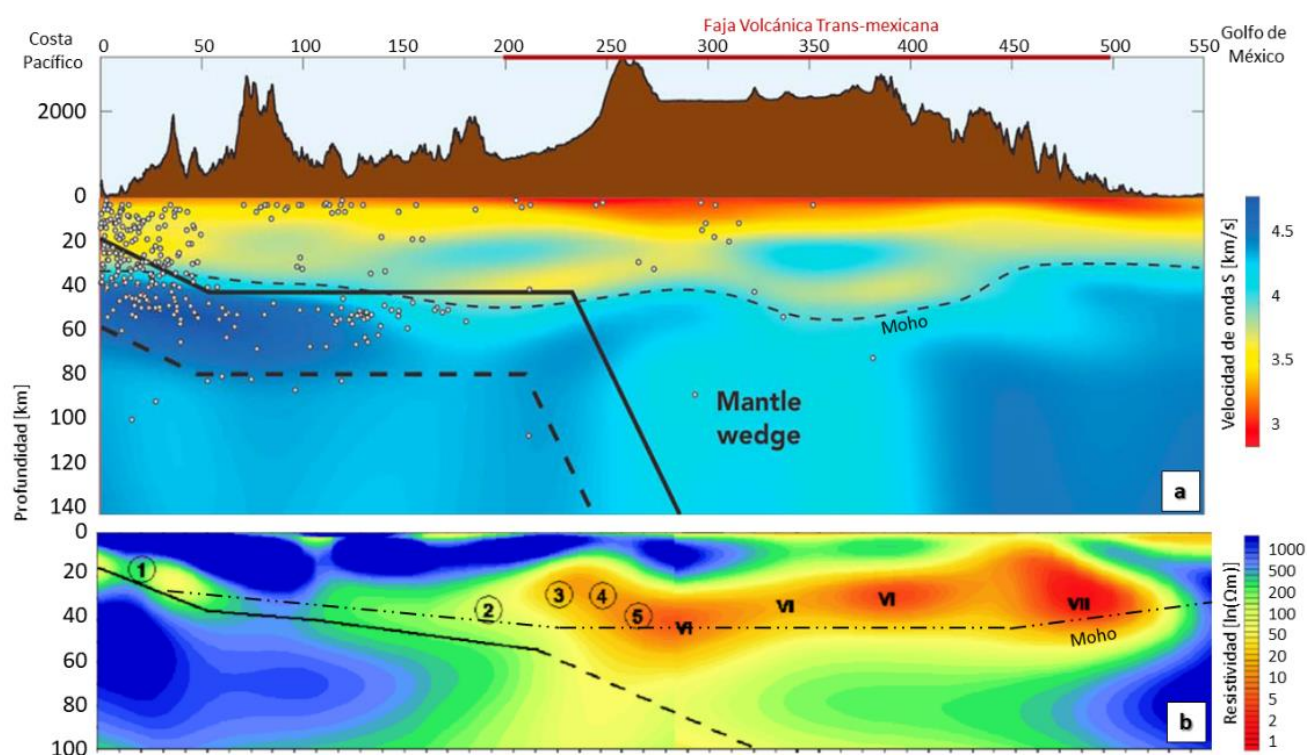 Faja Volcánica Trans-mexicana
Costa
Pacífico
0 50 100 150 200 250 300 350 400 450 500 550
Golfo de
México
2000
0
20
40
60
80
100
120
140
Profundidad [km]
Moho
Mantle
wedge
a
4.5
4
3.5
3
Velocidad de onda S [km/s]
0
20
40
60
80
100
1
2
3
4
5
VI
VI
VI
VII
Moho
b
1000
500
200
100
50
20
10
5
2
1
Resistividad [ln(Ωm)]